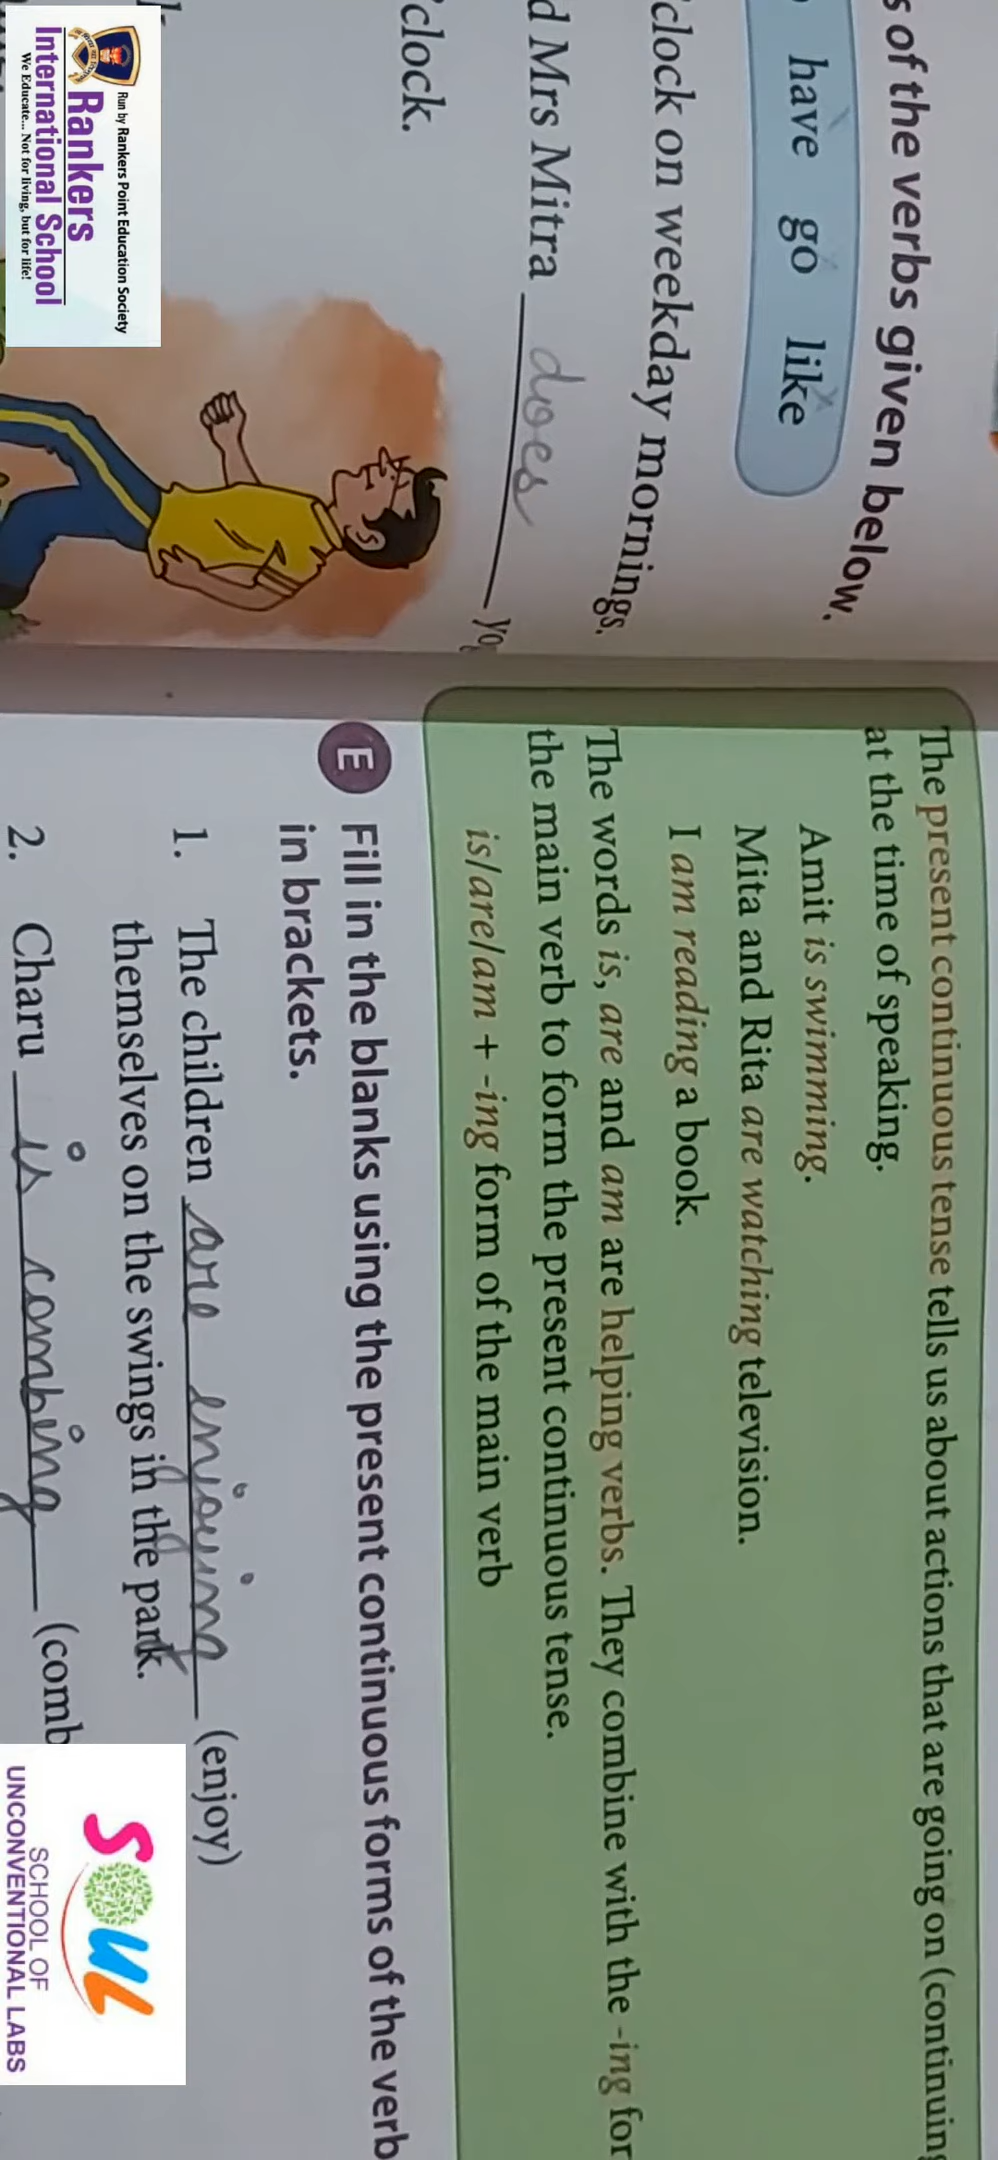 s of the verbs given below.
have go like
'clock on weekday mornings.
d Mrs Mitra does yo
'clock.
The present continuous tense tells us about actions that are going on (continuing
at the time of speaking.
Amit is swimming.
Mita and Rita are watching television.
I am reading a book.
The words is, are and am are helping verbs. They combine with the -ing for
the main verb to form the present continuous tense.
is/are/am + -ing form of the main verb
E Fill in the blanks using the present continuous forms of the verb
in brackets.
1. The children are enjoying (enjoy)
themselves on the swings in the park.
2. Charu is combing (comb
Run by Rankers Point Education Society
Rankers
International School
We Educate... Not for living, but for life!
SOUL
SCHOOL OF
UNCONVENTIONAL LABS